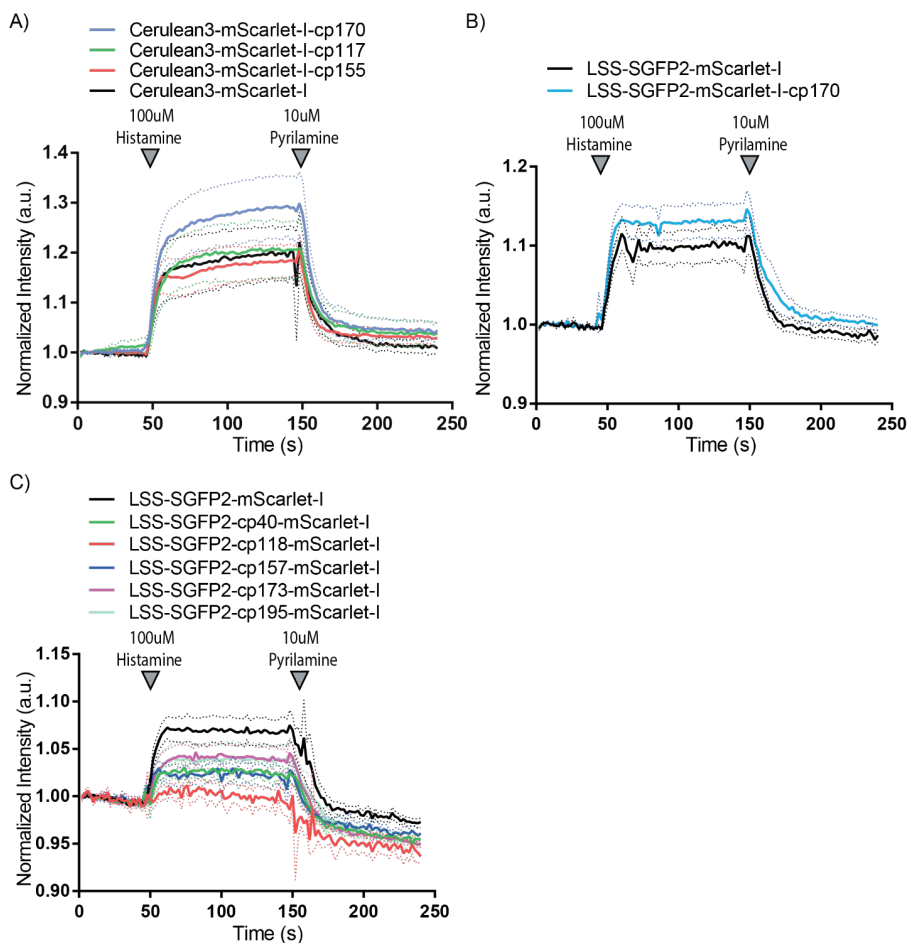 A)
Cerulean3-mScarlet-I-cp170
Cerulean3-mScarlet-I-cp117
Cerulean3-mScarlet-I-cp155
Cerulean3-mScarlet-I
100uM
Histamine
10uM
Pyrilamine
1.4
1.3
1.2
1.1
1.0
0.9
Normalized Intensity (a.u.)
0
50
100
150
200
250
Time (s)
B)
LSS-SGFP2-mScarlet-I
LSS-SGFP2-mScarlet-I-cp170
100uM
Histamine
10uM
Pyrilamine
1.2
1.1
1.0
0.9
Normalized Intensity (a.u.)
0
50
100
150
200
250
Time (s)
C)
LSS-SGFP2-mScarlet-I
LSS-SGFP2-cp40-mScarlet-I
LSS-SGFP2-cp118-mScarlet-I
LSS-SGFP2-cp157-mScarlet-I
LSS-SGFP2-cp173-mScarlet-I
LSS-SGFP2-cp195-mScarlet-I
100uM
Histamine
10uM
Pyrilamine
1.15
1.10
1.05
1.00
0.95
0.90
Normalized Intensity (a.u.)
0
50
100
150
200
250
Time (s)